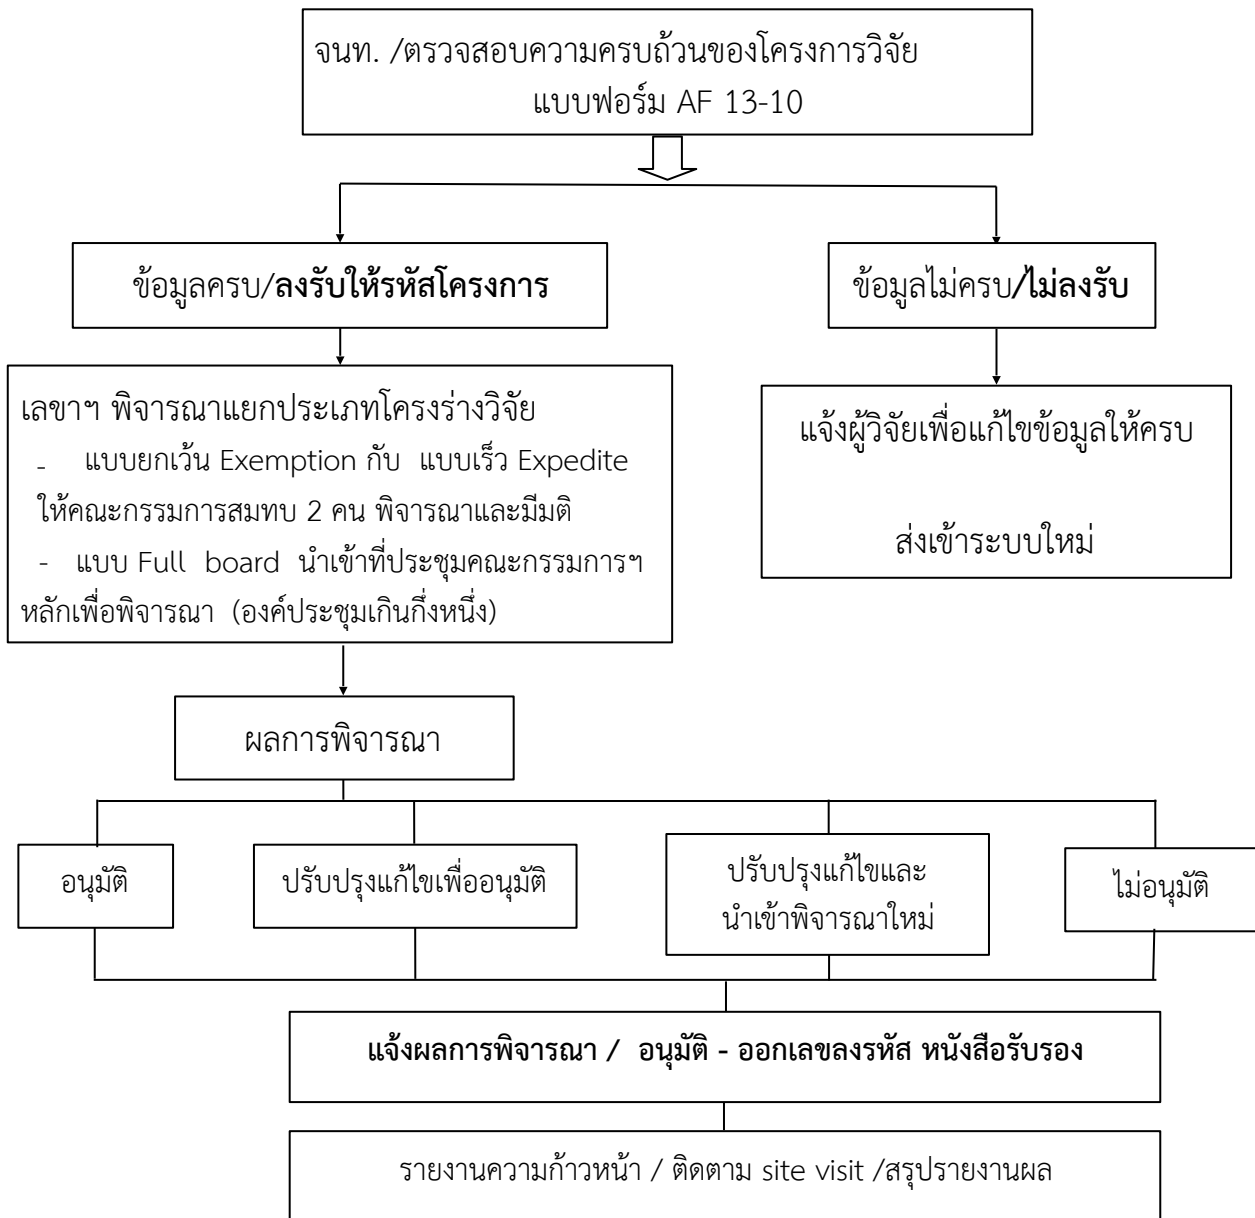 จนท. /ตรวจสอบความครบถ้วนของโครงการวิจัย
แบบฟอร์ม AF 13-10
ข้อมูลครบ/ลงรับให้รหัสโครงการ
ข้อมูลไม่ครบ/ไม่ลงรับ
เลขาฯ พิจารณาแยกประเภทโครงร่างวิจัย
- แบบยกเว้น Exemption กับ แบบเร็ว Expedite
ให้คณะกรรมการสมทบ 2 คน พิจารณาและมีมติ
- แบบ Full board นำเข้าที่ประชุมคณะกรรมการฯ
หลักเพื่อพิจารณา (องค์ประชุมเกินกึ่งหนึ่ง)
แจ้งผู้วิจัยเพื่อแก้ไขข้อมูลให้ครบ
ส่งเข้าระบบใหม่
ผลการพิจารณา
อนุมัติ
ปรับปรุงแก้ไขเพื่ออนุมัติ
ปรับปรุงแก้ไขและ
นำเข้าพิจารณาใหม่
ไม่อนุมัติ
แจ้งผลการพิจารณา / อนุมัติ - ออกเลขลงรหัส หนังสือรับรอง
รายงานความก้าวหน้า / ติดตาม site visit /สรุปรายงานผล